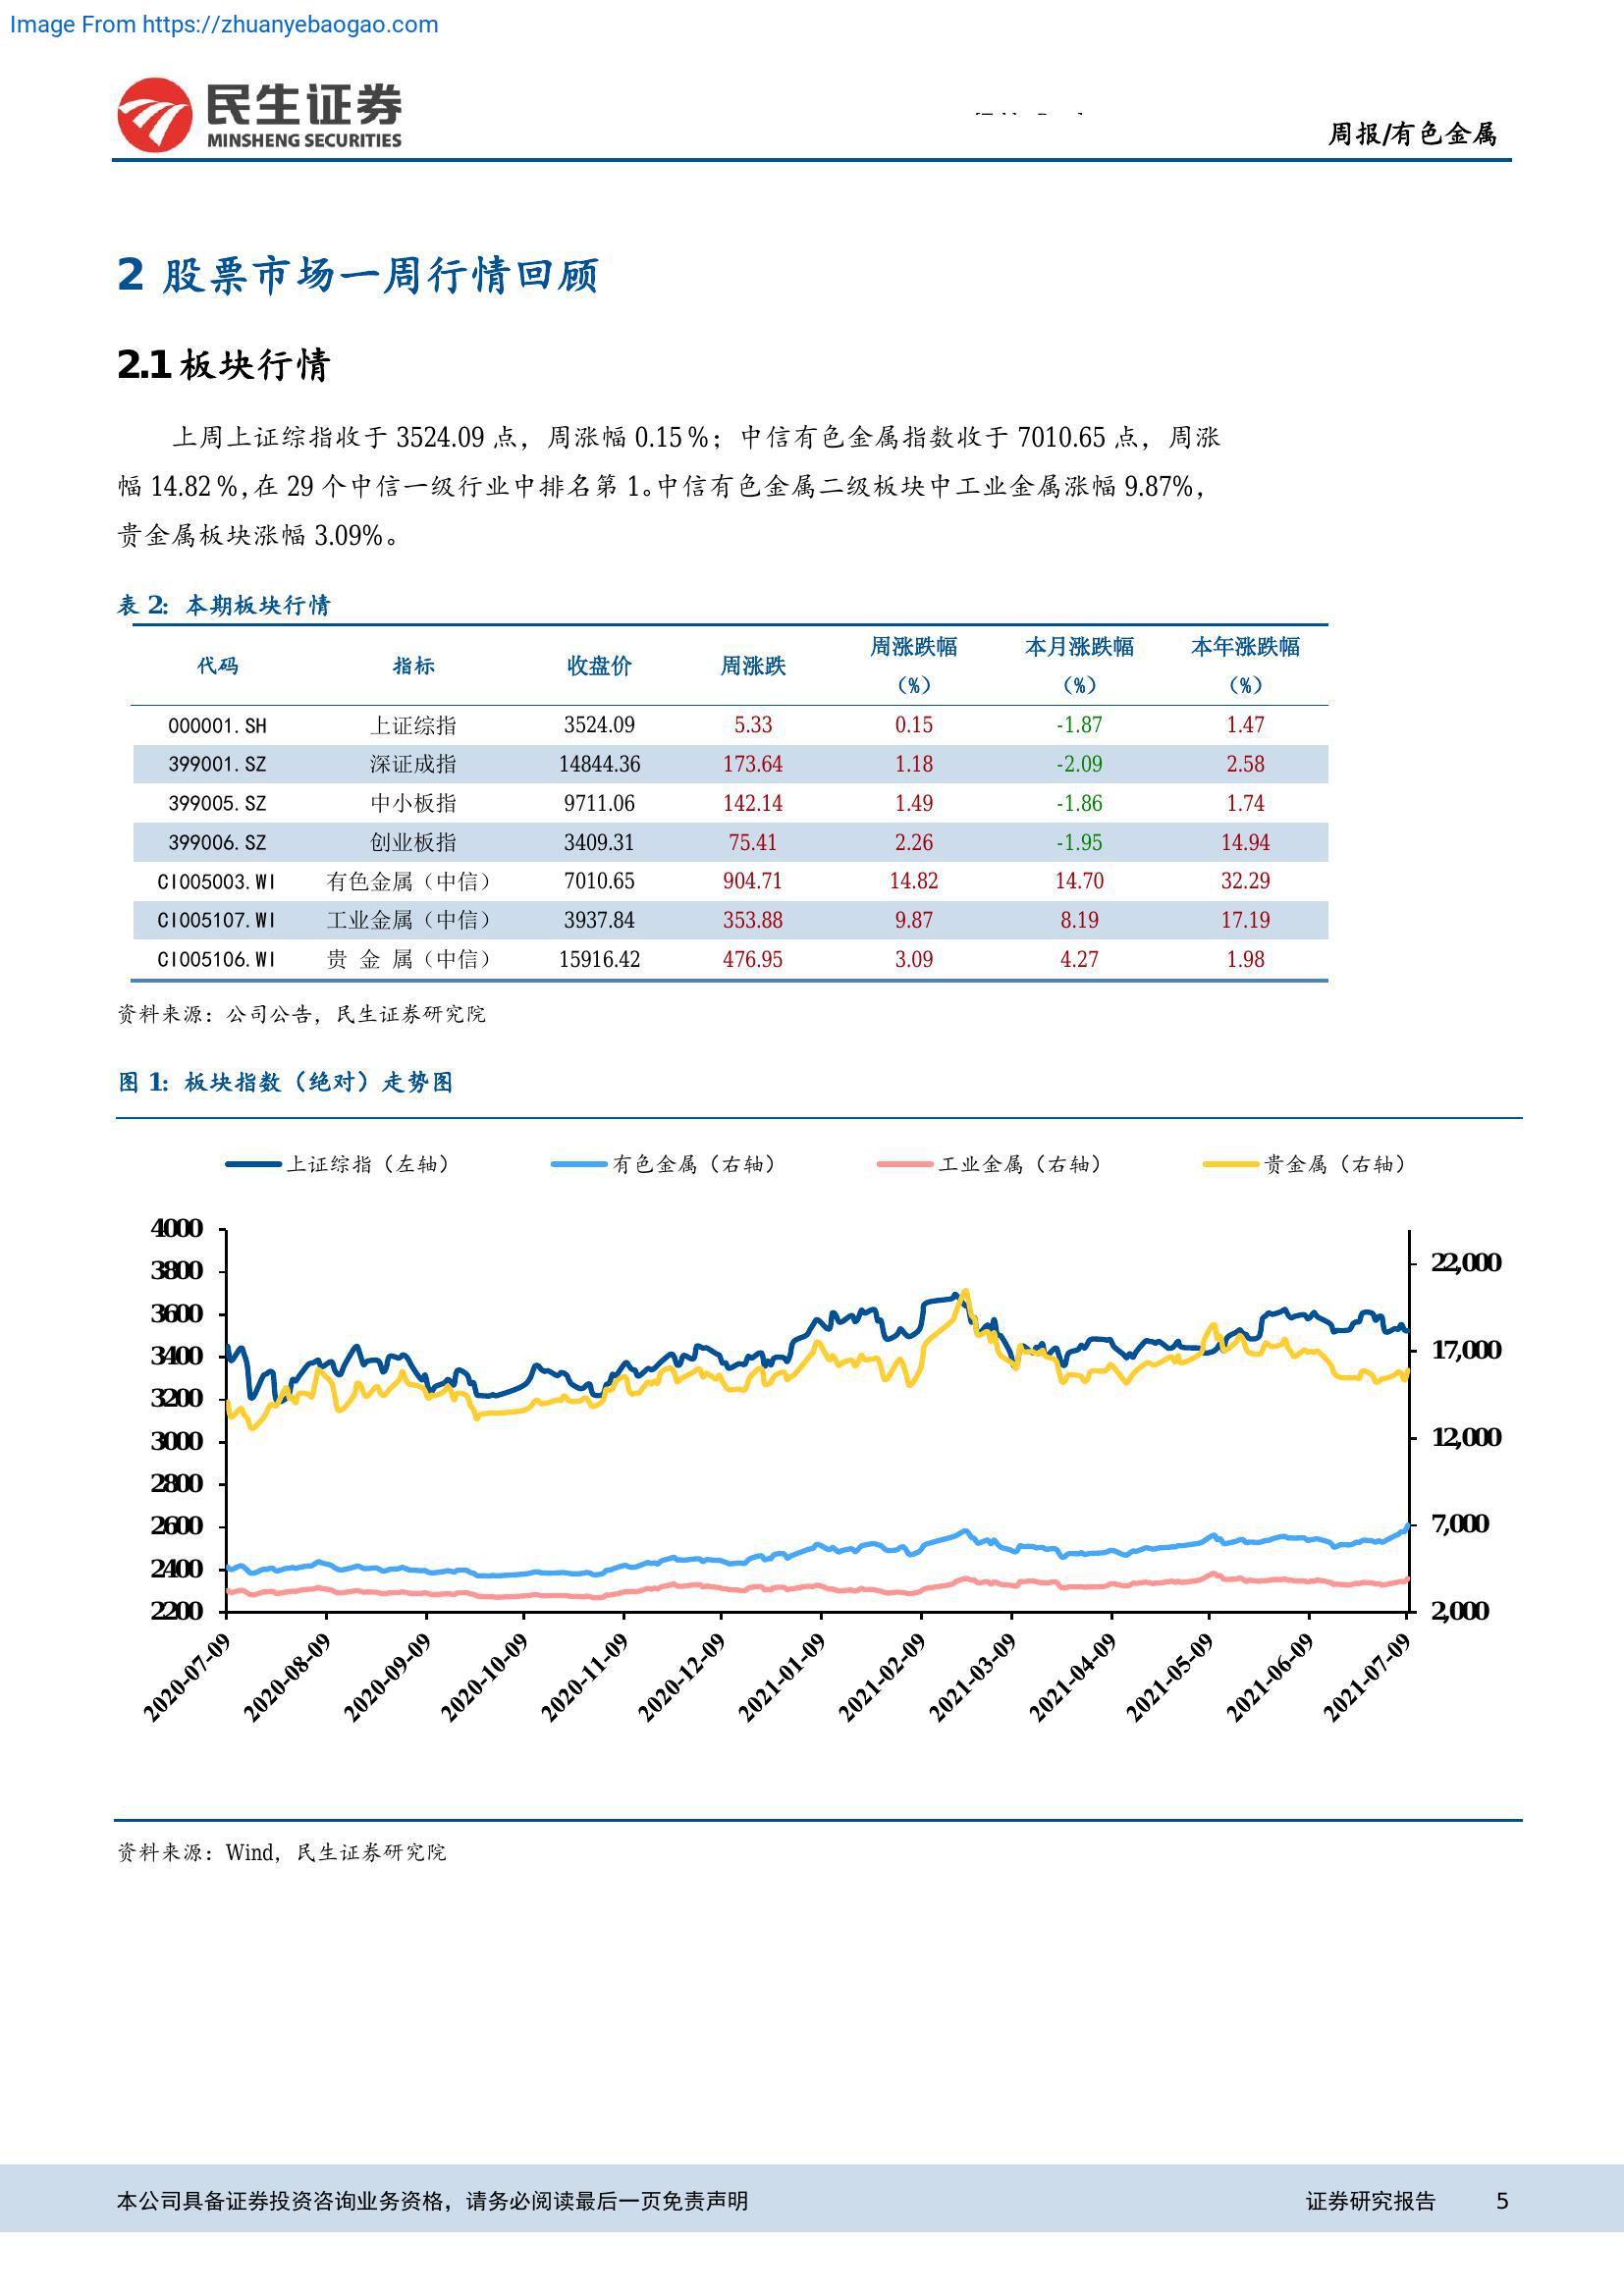 Image From https://zhuanyebaogao.com
民生证券
MINSHENG SECURITIES
周报/有色金属
2 股票市场一周行情回顾
2.1 板块行情
上周上证综指收于 3524.09 点，周涨幅 0.15％；中信有色金属指数收于 7010.65 点，周涨
幅 14.82％，在 29 个中信一级行业中排名第 1。中信有色金属二级板块中工业金属涨幅 9.87%，
贵金属板块涨幅 3.09%。
表 2：本期板块行情
代码 指标 收盘价 周涨跌 周涨跌幅（%） 本月涨跌幅（%） 本年涨跌幅（%）
000001.SH 上证综指 3524.09 5.33 0.15 -1.87 1.47
399001.SZ 深证成指 14844.36 173.64 1.18 -2.09 2.58
399005.SZ 中小板指 9711.06 142.14 1.49 -1.86 1.74
399006.SZ 创业板指 3409.31 75.41 2.26 -1.95 14.94
CI005003.WI 有色金属（中信） 7010.65 904.71 14.82 14.70 32.29
CI005107.WI 工业金属（中信） 3937.84 353.88 9.87 8.19 17.19
CI005106.WI 贵 金 属（中信） 15916.42 476.95 3.09 4.27 1.98
资料来源：公司公告，民生证券研究院
图 1：板块指数（绝对）走势图
上证综指（左轴） 有色金属（右轴） 工业金属（右轴） 贵金属（右轴）
4000
3800
3600
3400
3200
3000
2800
2600
2400
2200
22,000
17,000
12,000
7,000
2,000
2020-07-09 2020-08-09 2020-09-09 2020-10-09 2020-11-09 2020-12-09 2021-01-09 2021-02-09 2021-03-09 2021-04-09 2021-05-09 2021-06-09 2021-07-09
资料来源：Wind，民生证券研究院
本公司具备证券投资咨询业务资格，请务必阅读最后一页免责声明 证券研究报告 5